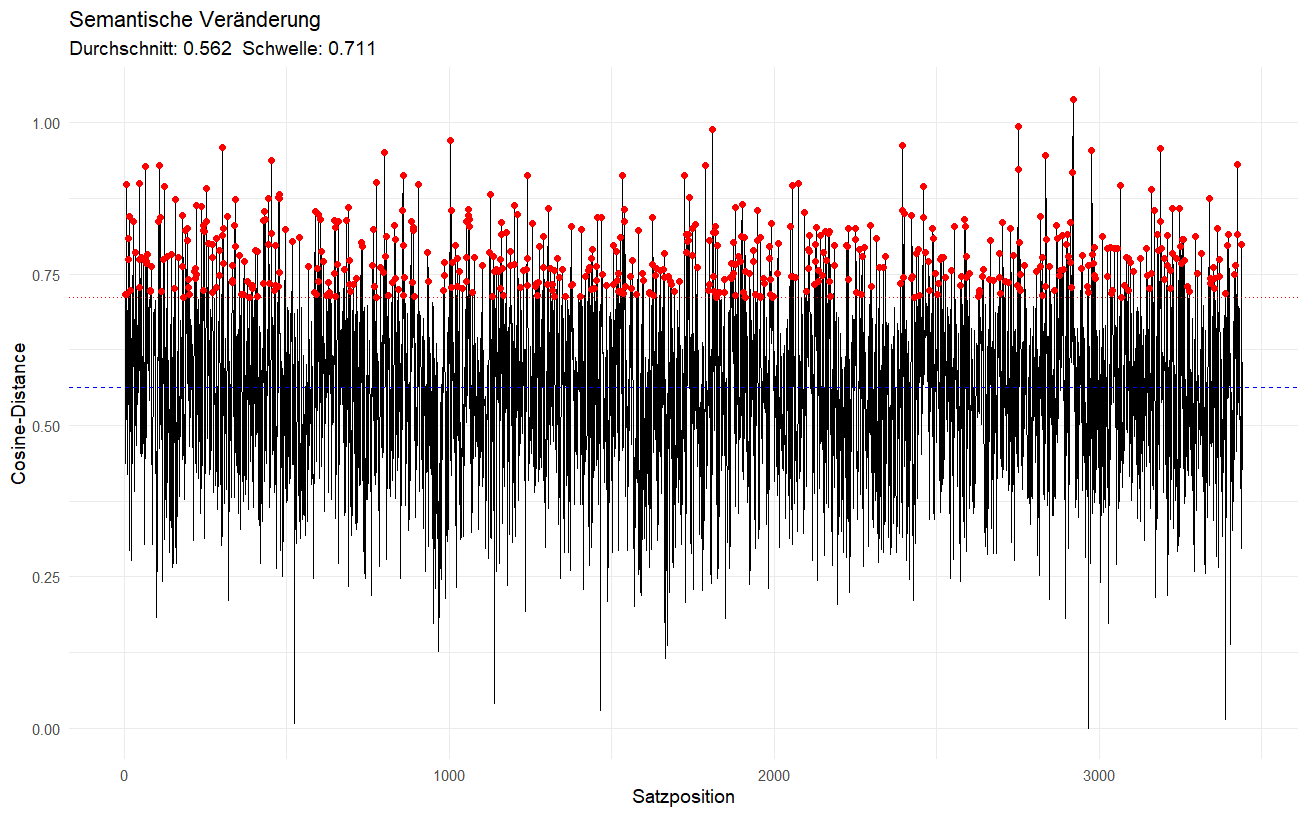 Semantische Veränderung
Durchschnitt: 0.562  Schwelle: 0.711
1.00
0.75
0.50
0.25
0.00
Cosine-Distance
0
1000
2000
3000
Satzposition